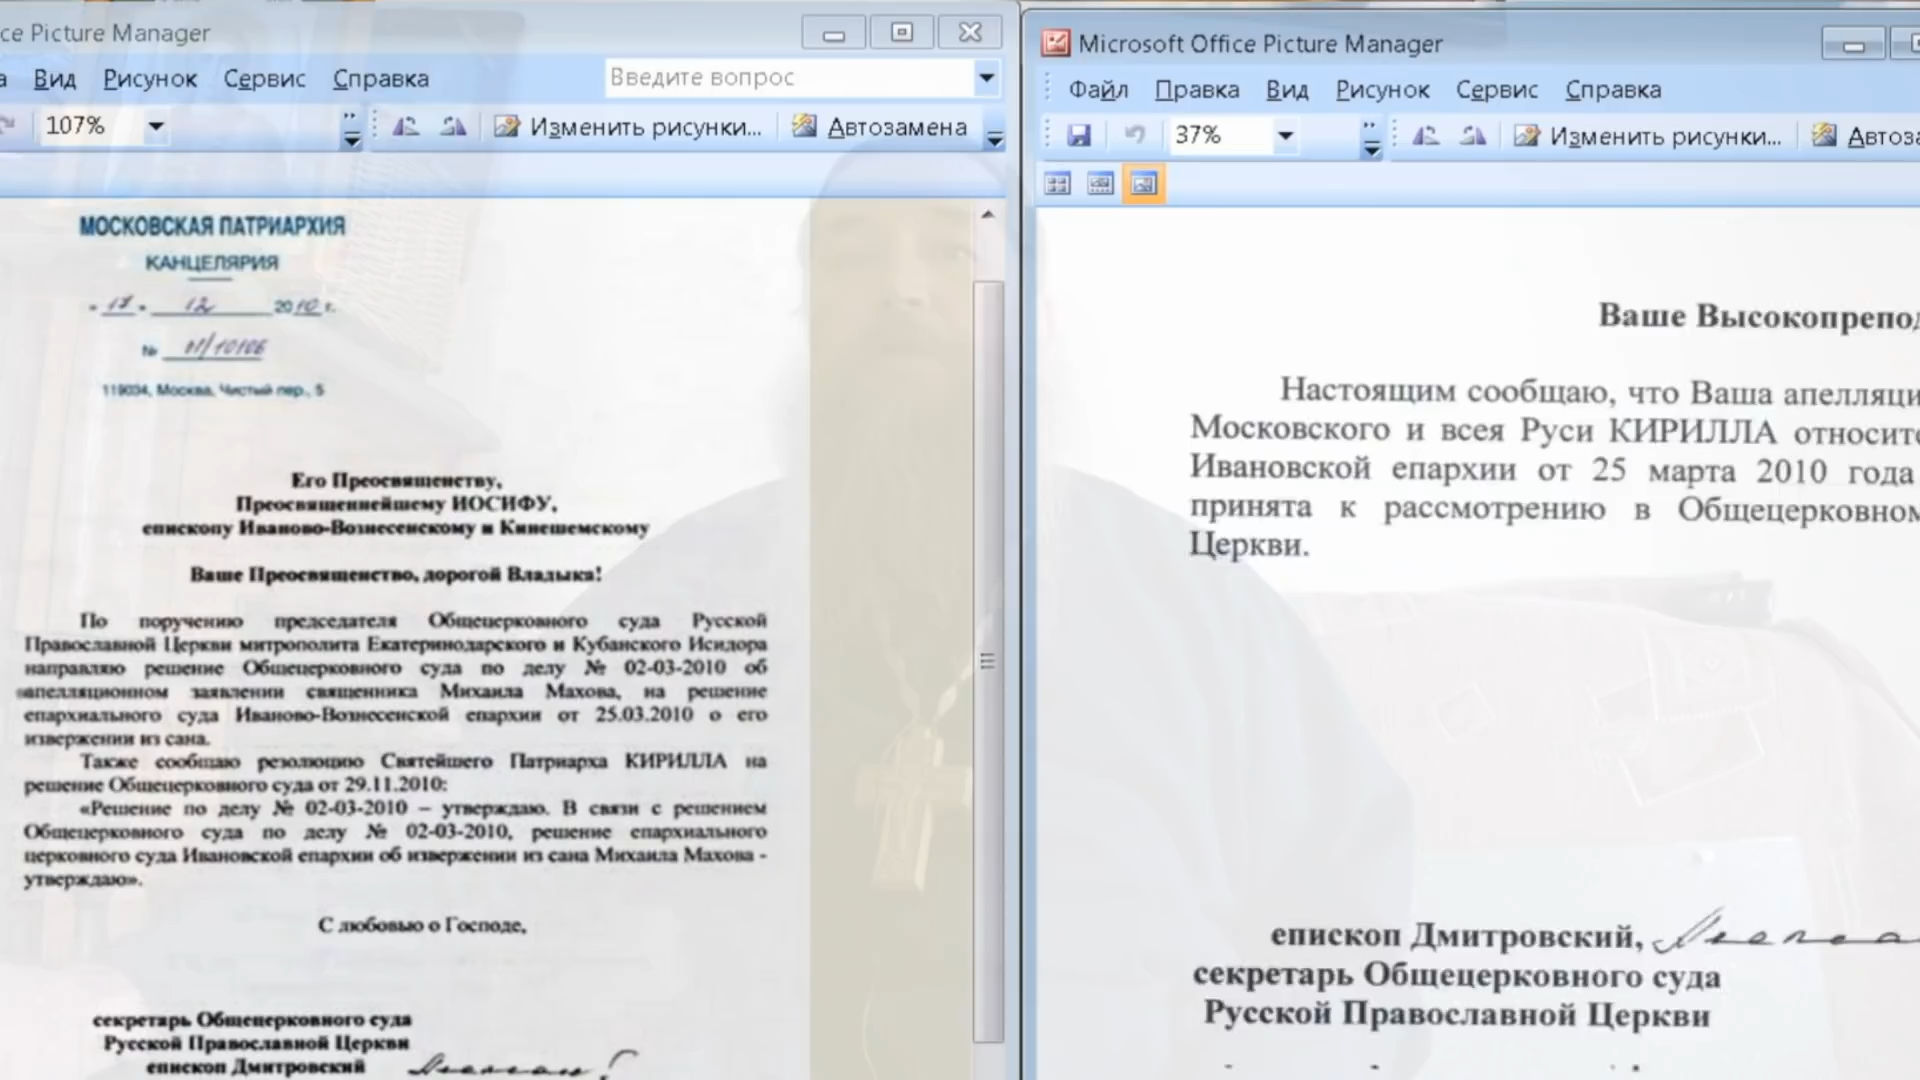 ce Picture Manager
а Вид Рисунок Сервис Справка
Введите вопрос
107%
Изменить рисунки... Автозамена
МОСКОВСКАЯ ПАТРИАРХИЯ
КАНЦЕЛЯРИЯ
" 17 " 12 2010 г.
№
119034, Москва, Чистый пер., 5
Его Преосвященству,
Преосвященнейшему ИОСИФУ,
епископу Иваново-Вознесенскому и Кинешемскому
Ваше Преосвященство, дорогой Владыка!
По поручению председателя Общецерковного суда Русской
Православной Церкви митрополита Екатеринодарского и Кубанского Исидора
направляю решение Общецерковного суда по делу № 02-03-2010 об
апелляционном заявлении священника Михаила Махова, на решение
епархиального суда Иваново-Вознесенской епархии от 25.03.2010 о его
извержении из сана.
Также сообщаю резолюцию Святейшего Патриарха КИРИЛЛА на
решение Общецерковного суда от 29.11.2010:
«Решение по делу № 02-03-2010 – утверждаю. В связи с решением
Общецерковного суда по делу № 02-03-2010, решение епархиального
церковного суда Ивановской епархии об извержении из сана Михаила Махова -
утверждаю».
С любовью о Господе,
секретарь Общецерковного суда
Русской Православной Церкви
епископ Дмитровский
Microsoft Office Picture Manager
Файл Правка Вид Рисунок Сервис Справка
37%
Изменить рисунки... Автоза
Ваше Высокопрепод
Настоящим сообщаю, что Ваша апелляци
Московского и всея Руси КИРИЛЛА относите
Ивановской епархии от 25 марта 2010 года
принята к рассмотрению в Общецерковном
Церкви.
епископ Дмитровский,
секретарь Общецерковного суда
Русской Православной Церкви